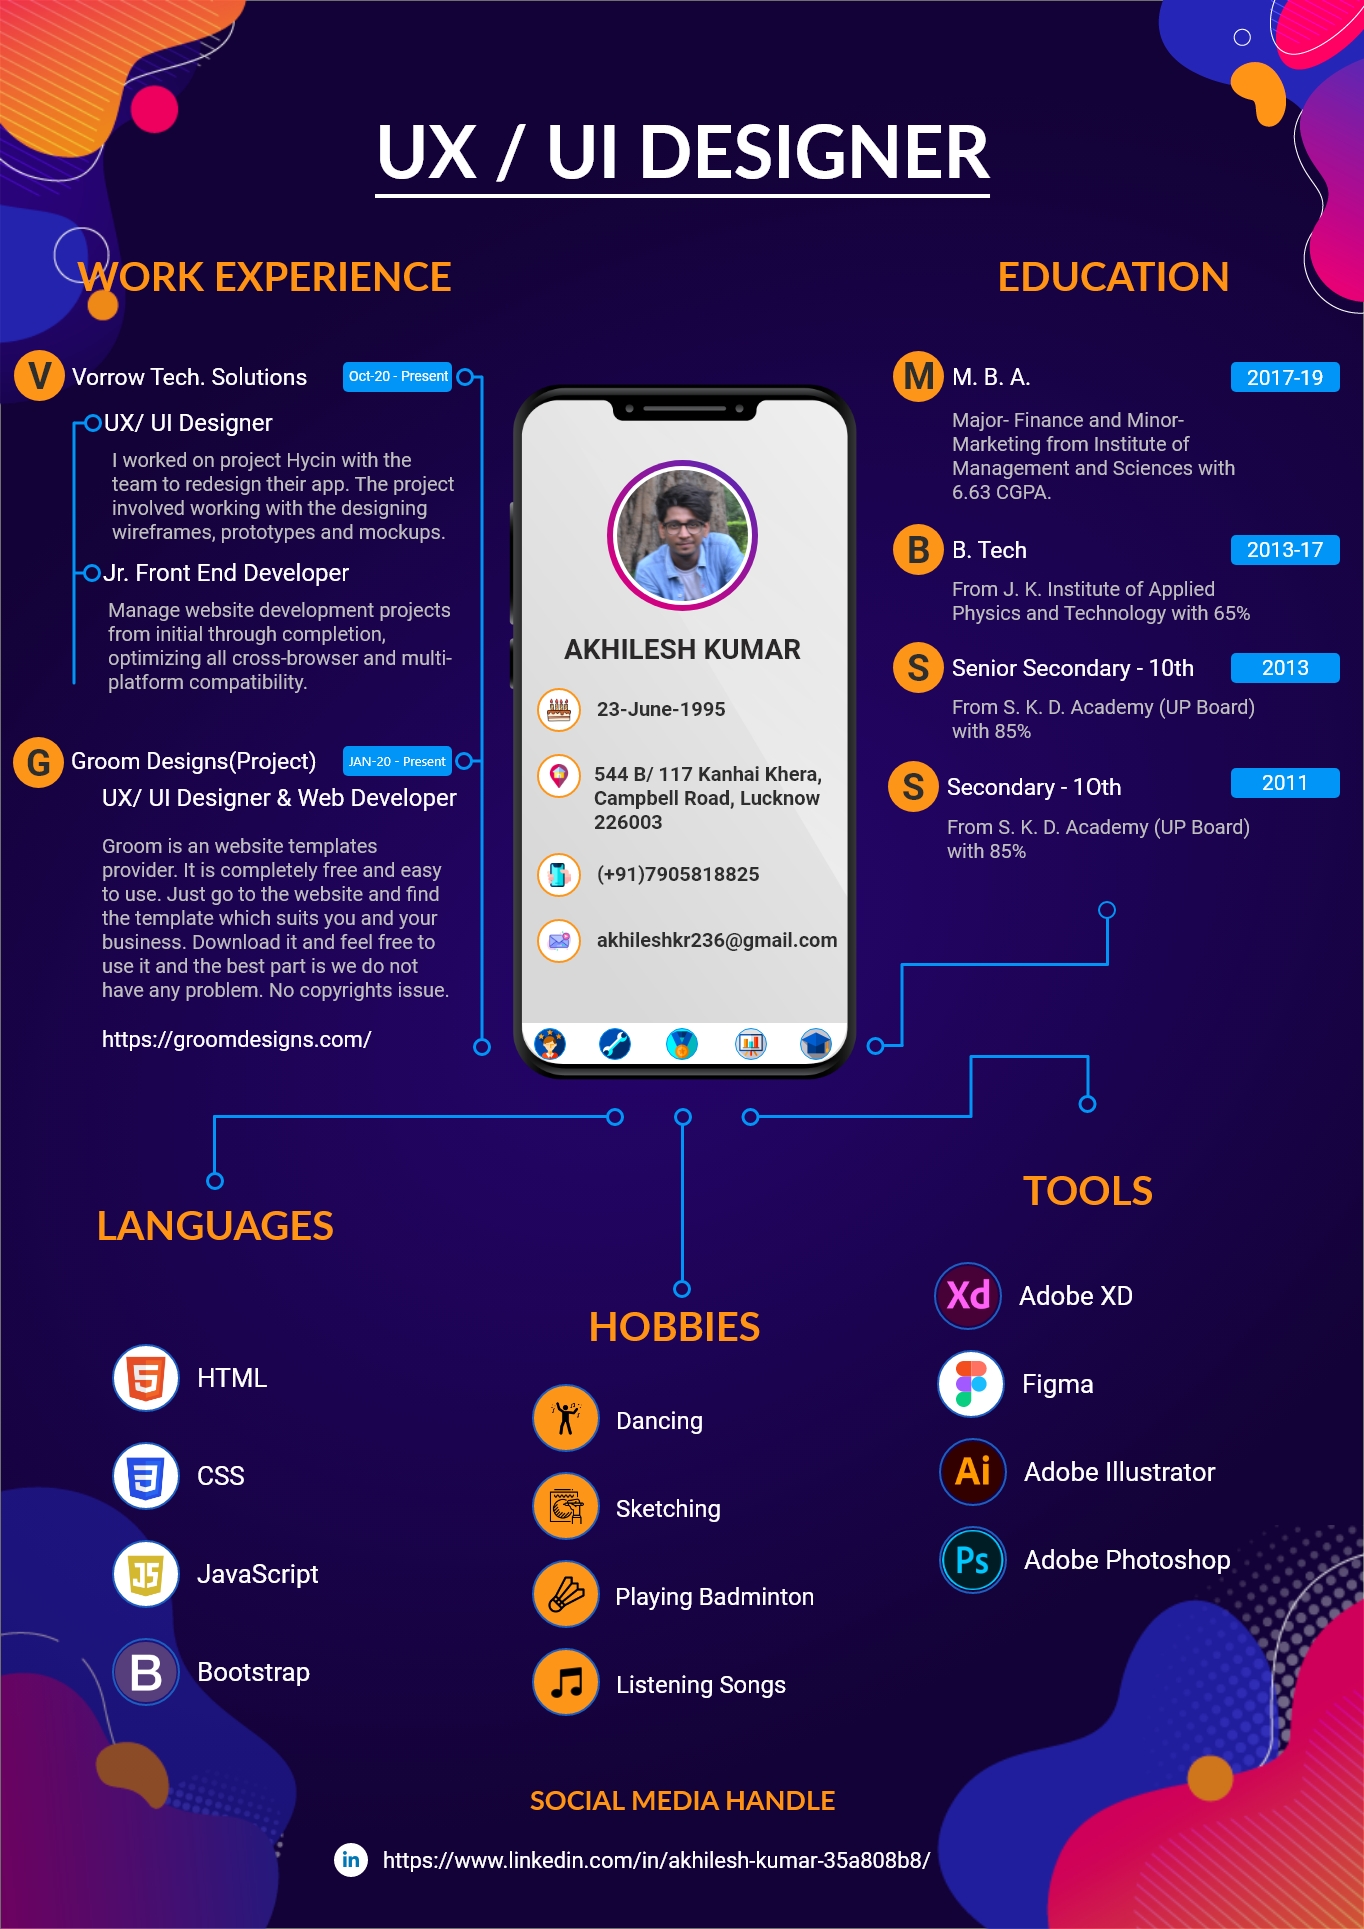 UX / UI DESIGNER
WORK EXPERIENCE
V
Vorrow Tech. Solutions
Oct-20 - Present
UX/ UI Designer
I worked on project Hycin with the
team to redesign their app. The project
involved working with the designing
wireframes, prototypes and mockups.
Jr. Front End Developer
Manage website development projects
from initial through completion,
optimizing all cross-browser and multi-
platform compatibility.
G
Groom Designs(Project)
JAN-20 - Present
UX/ UI Designer & Web Developer
Groom is an website templates
provider. It is completely free and easy
to use. Just go to the website and find
the template which suits you and your
business. Download it and feel free to
use it and the best part is we do not
have any problem. No copyrights issue.
https://groomdesigns.com/
AKHILESH KUMAR
23-June-1995
544 B/ 117 Kanhai Khera,
Campbell Road, Lucknow
226003
(+91)7905818825
akhileshkr236@gmail.com
EDUCATION
M
M. B. A.
2017-19
Major- Finance and Minor-
Marketing from Institute of
Management and Sciences with
6.63 CGPA.
B
B. Tech
2013-17
From J. K. Institute of Applied
Physics and Technology with 65%
S
Senior Secondary - 10th
2013
From S. K. D. Academy (UP Board)
with 85%
S
Secondary - 1Oth
2011
From S. K. D. Academy (UP Board)
with 85%
LANGUAGES
5
HTML
3
CSS
JS
JavaScript
B
Bootstrap
HOBBIES
Dancing
Sketching
Playing Badminton
Listening Songs
TOOLS
Xd
Adobe XD
Figma
Ai
Adobe Illustrator
Ps
Adobe Photoshop
SOCIAL MEDIA HANDLE
in
https://www.linkedin.com/in/akhilesh-kumar-35a808b8/